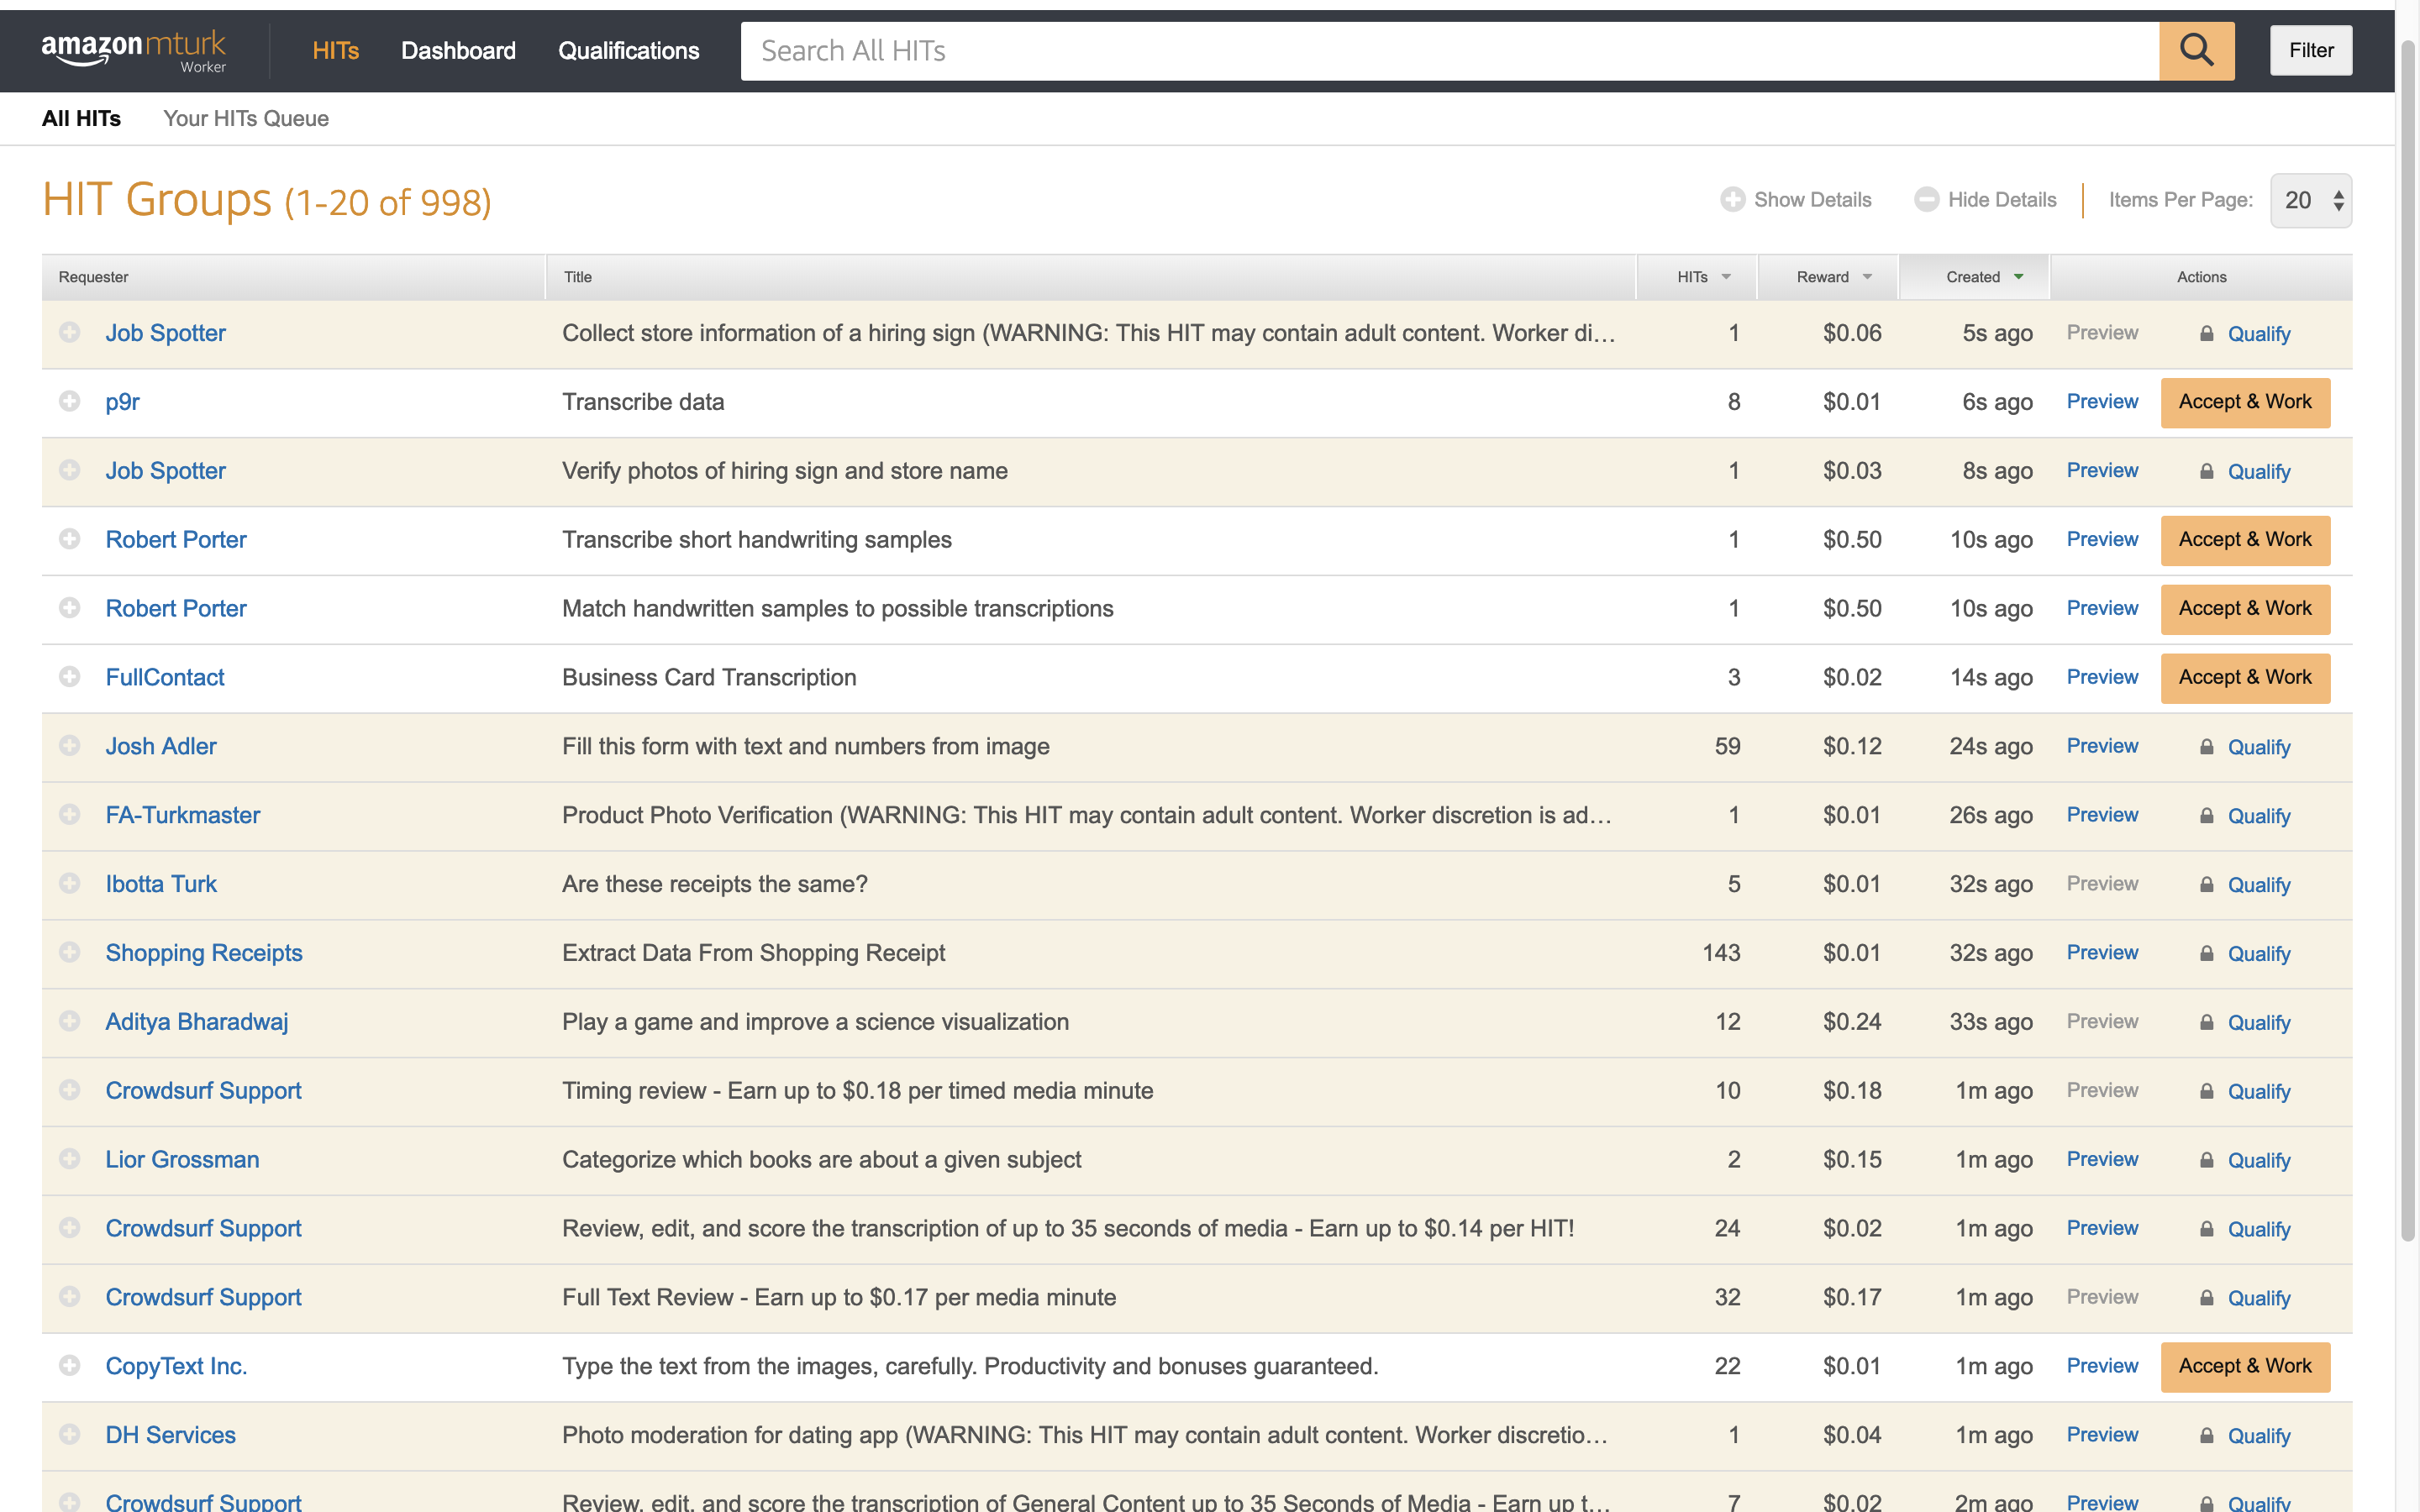 amazonmturk
Worker
HITs Dashboard Qualifications Search All HITs Filter
All HITs Your HITs Queue
HIT Groups (1-20 of 998) Show Details Hide Details Items Per Page: 20
Requester Title HITs Reward Created Actions
Job Spotter Collect store information of a hiring sign (WARNING: This HIT may contain adult content. Worker di... 1 $0.06 5s ago Preview Qualify
p9r Transcribe data 8 $0.01 6s ago Preview Accept & Work
Job Spotter Verify photos of hiring sign and store name 1 $0.03 8s ago Preview Qualify
Robert Porter Transcribe short handwriting samples 1 $0.50 10s ago Preview Accept & Work
Robert Porter Match handwritten samples to possible transcriptions 1 $0.50 10s ago Preview Accept & Work
FullContact Business Card Transcription 3 $0.02 14s ago Preview Accept & Work
Josh Adler Fill this form with text and numbers from image 59 $0.12 24s ago Preview Qualify
FA-Turkmaster Product Photo Verification (WARNING: This HIT may contain adult content. Worker discretion is ad... 1 $0.01 26s ago Preview Qualify
Ibotta Turk Are these receipts the same? 5 $0.01 32s ago Preview Qualify
Shopping Receipts Extract Data From Shopping Receipt 143 $0.01 32s ago Preview Qualify
Aditya Bharadwaj Play a game and improve a science visualization 12 $0.24 33s ago Preview Qualify
Crowdsurf Support Timing review - Earn up to $0.18 per timed media minute 10 $0.18 1m ago Preview Qualify
Lior Grossman Categorize which books are about a given subject 2 $0.15 1m ago Preview Qualify
Crowdsurf Support Review, edit, and score the transcription of up to 35 seconds of media - Earn up to $0.14 per HIT! 24 $0.02 1m ago Preview Qualify
Crowdsurf Support Full Text Review - Earn up to $0.17 per media minute 32 $0.17 1m ago Preview Qualify
CopyText Inc. Type the text from the images, carefully. Productivity and bonuses guaranteed. 22 $0.01 1m ago Preview Accept & Work
DH Services Photo moderation for dating app (WARNING: This HIT may contain adult content. Worker discretio... 1 $0.04 1m ago Preview Qualify
Crowdsurf Support Review, edit, and score the transcription of General Content up to 35 Seconds of Media - Earn up t... 7 $0.02 2m ago Preview Qualify